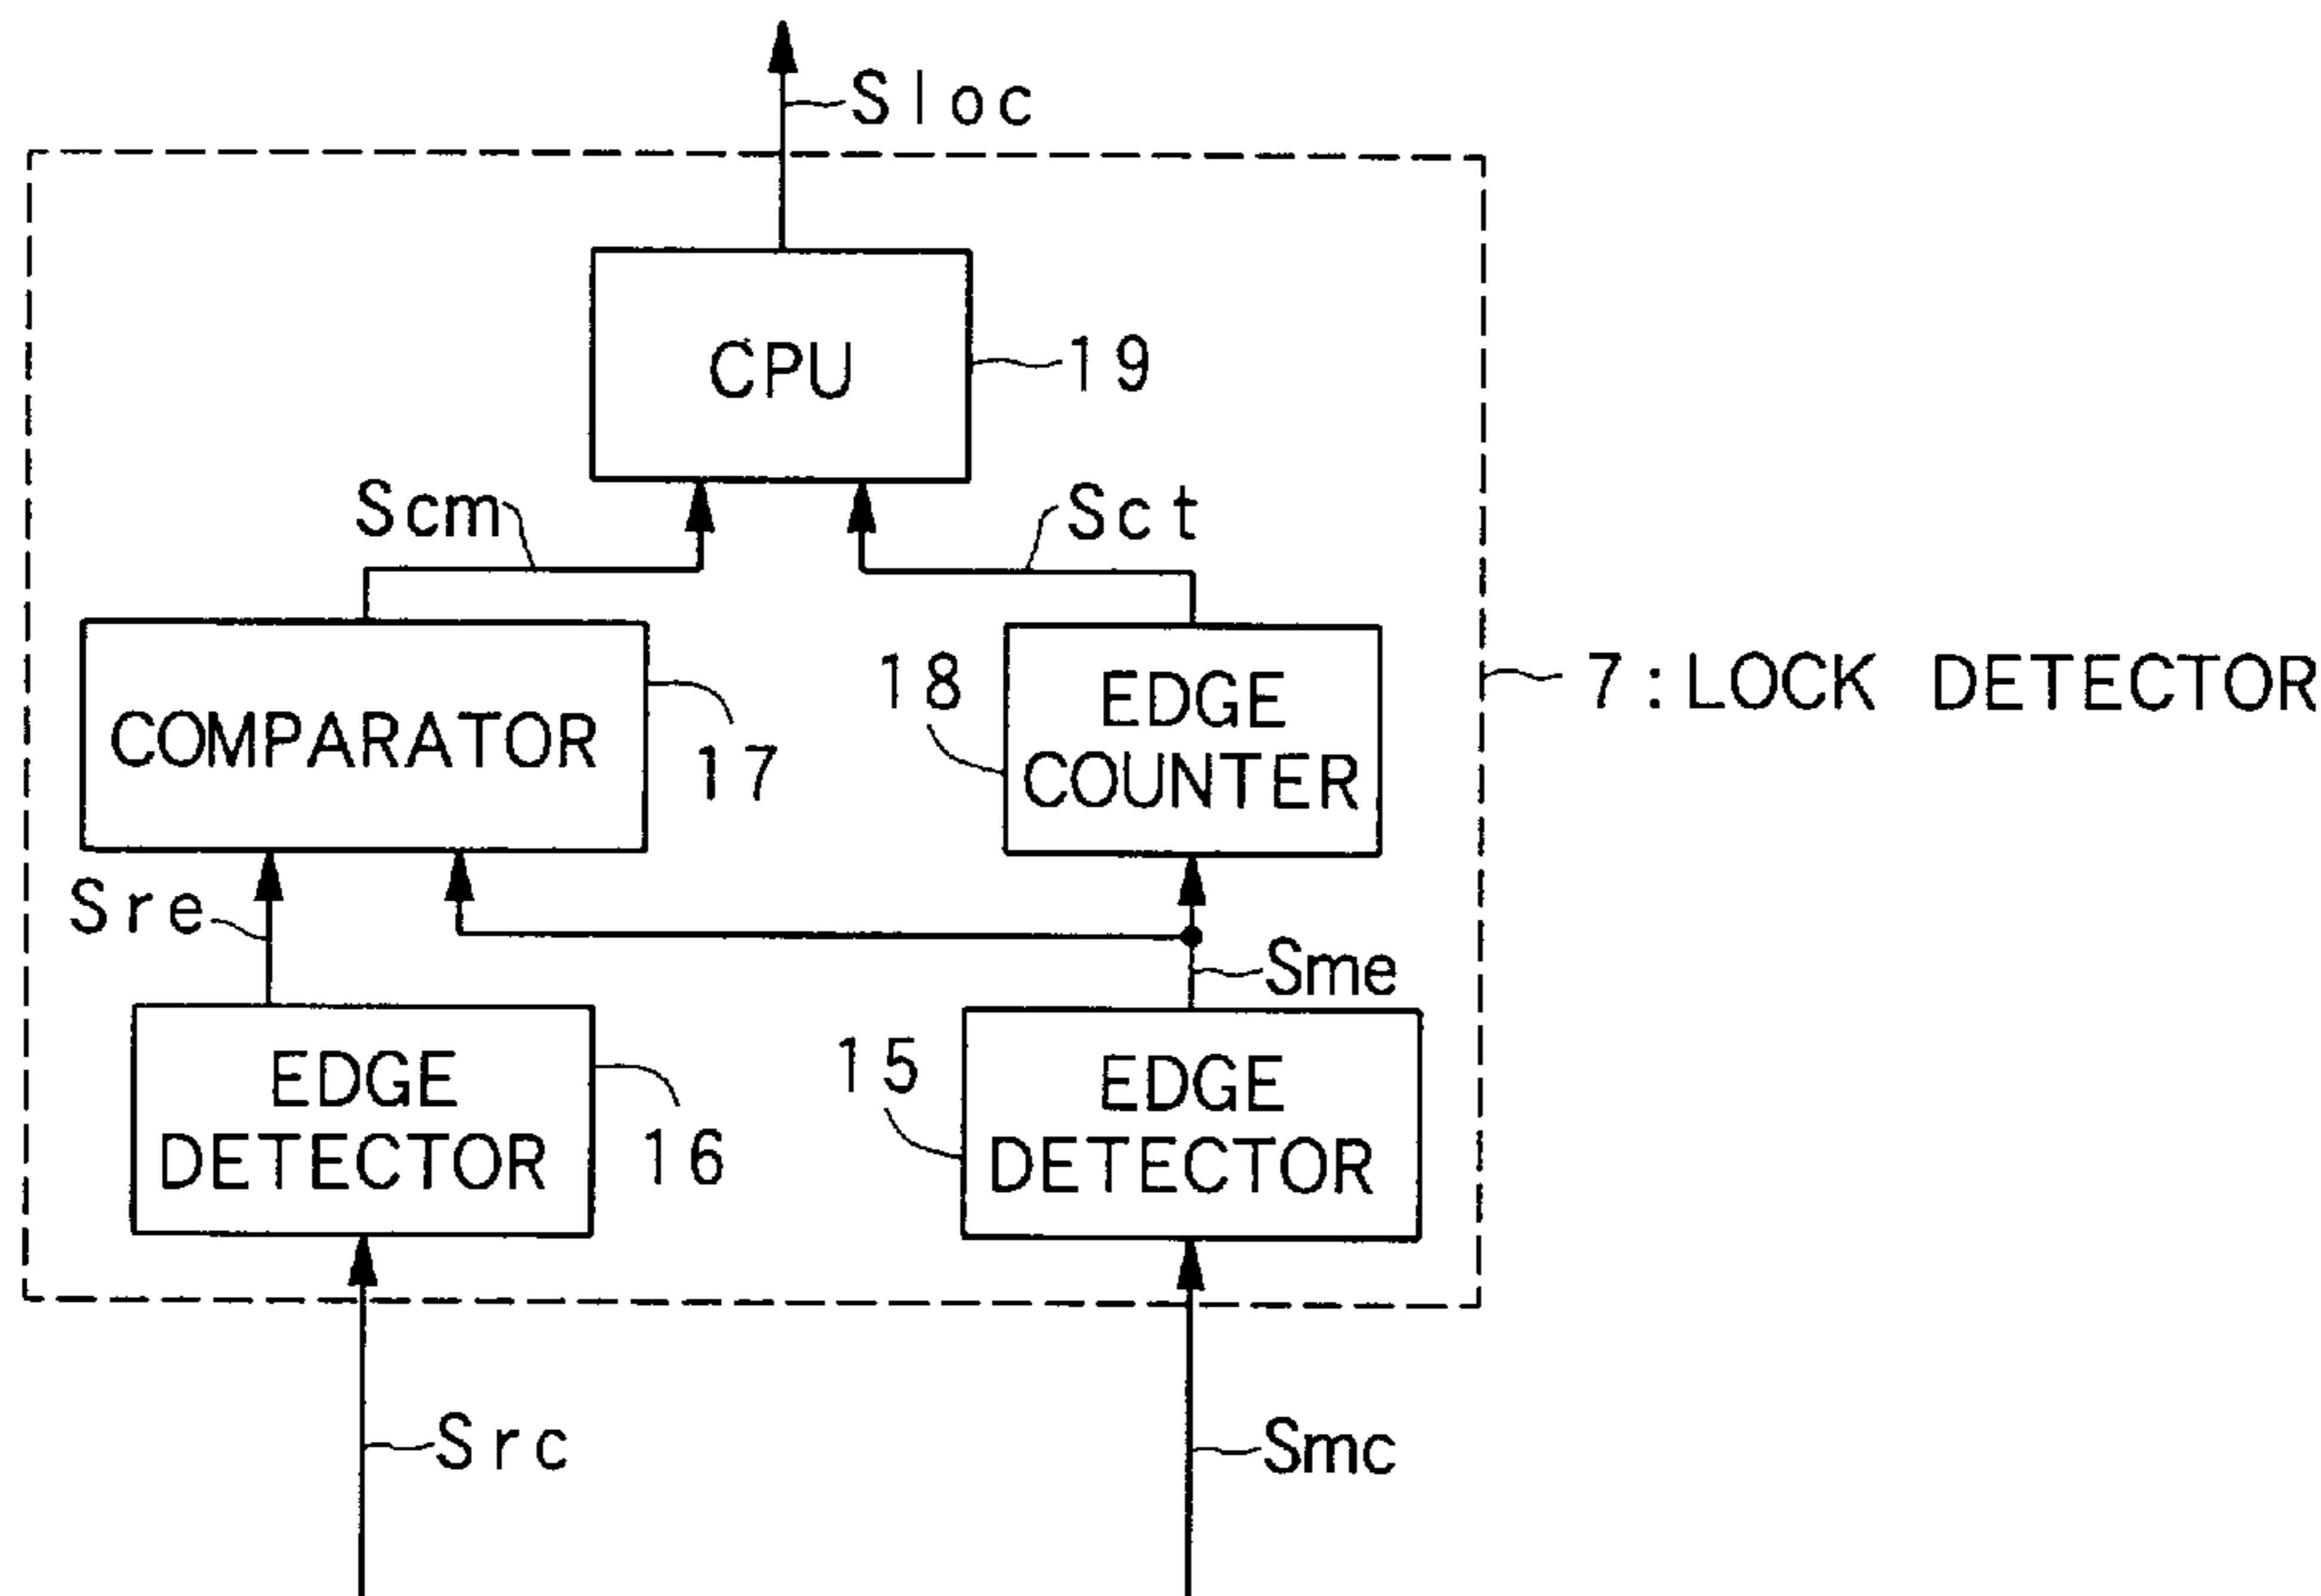 Sloc
CPU
19
Scm
Sct
COMPARATOR
17
18
EDGE
COUNTER
7:LOCK DETECTOR
Sre
Sme
EDGE
DETECTOR
16
15
EDGE
DETECTOR
Src
Smc